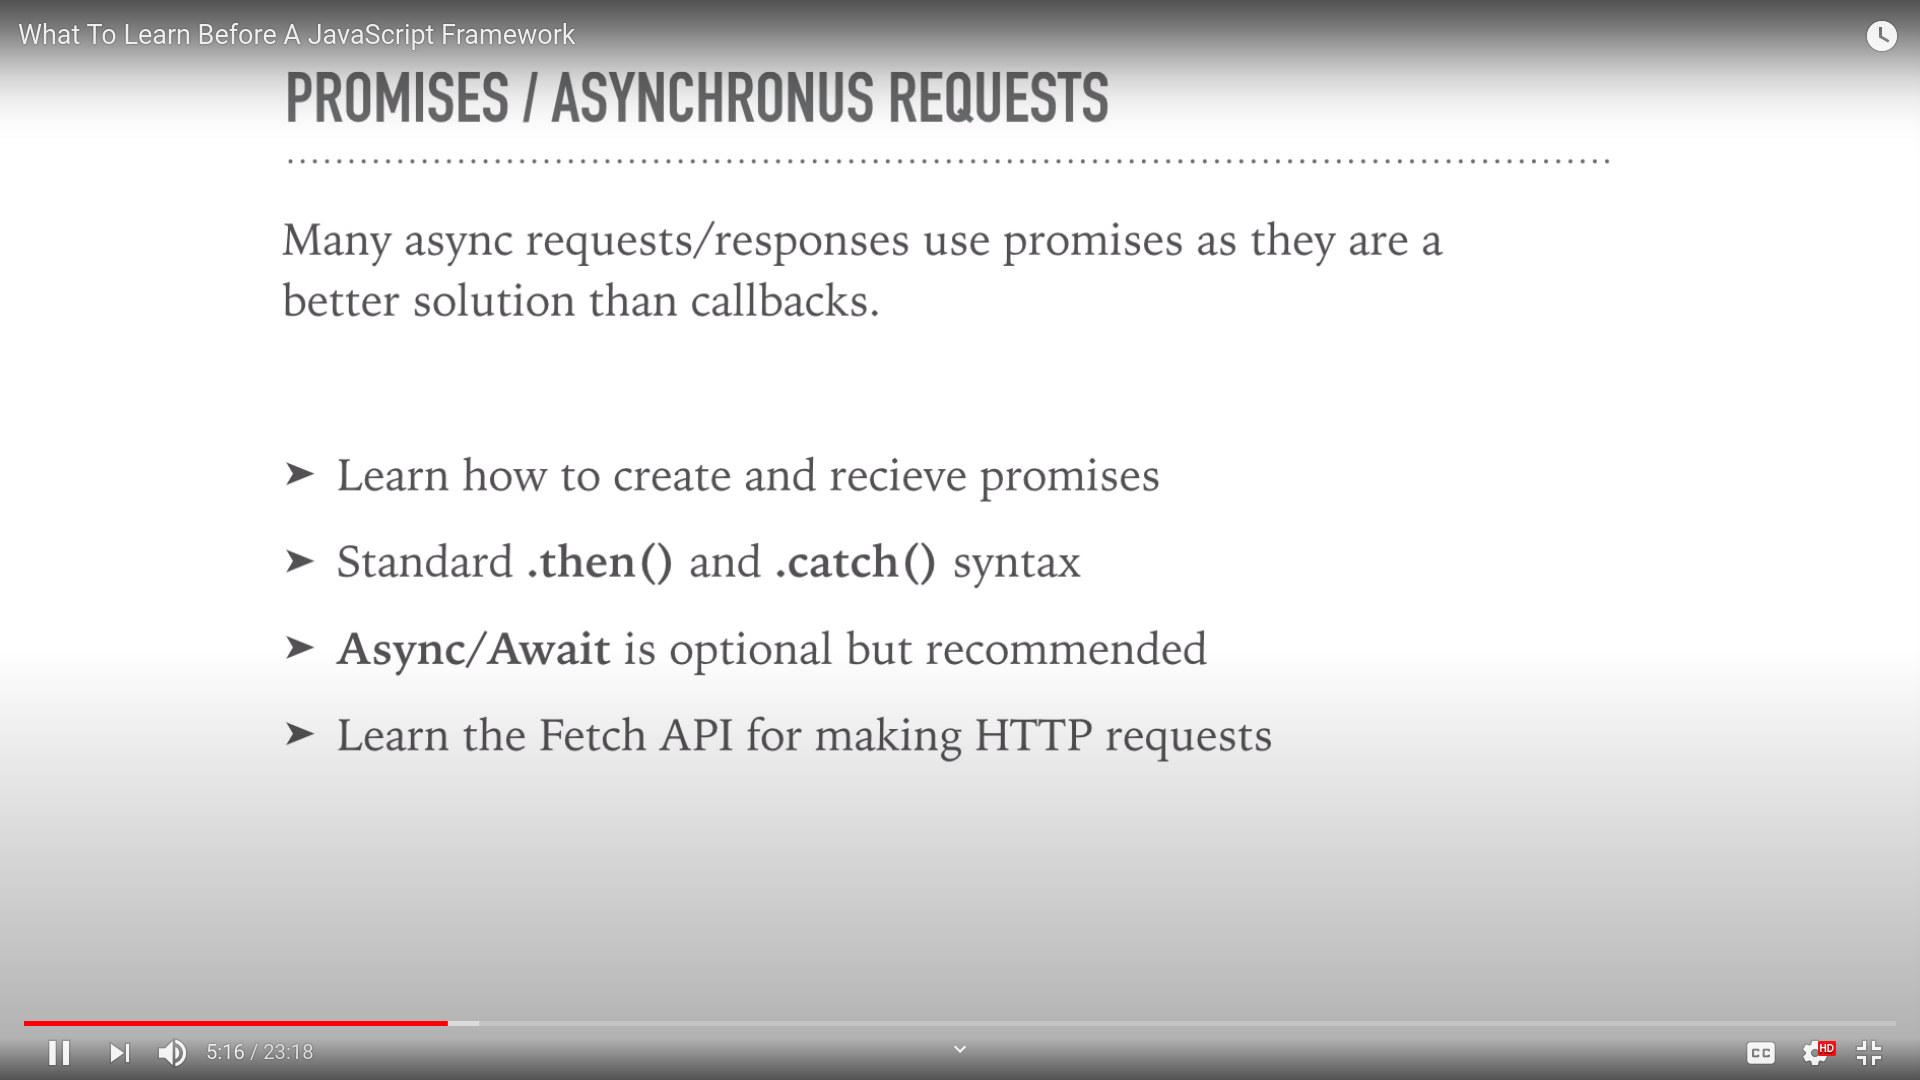 What To Learn Before A JavaScript Framework
PROMISES / ASYNCHRONUS REQUESTS
Many async requests/responses use promises as they are a
better solution than callbacks.
➤ Learn how to create and recieve promises
➤ Standard .then() and .catch() syntax
➤ Async/Await is optional but recommended
➤ Learn the Fetch API for making HTTP requests
5:16 / 23:18
CC
HD